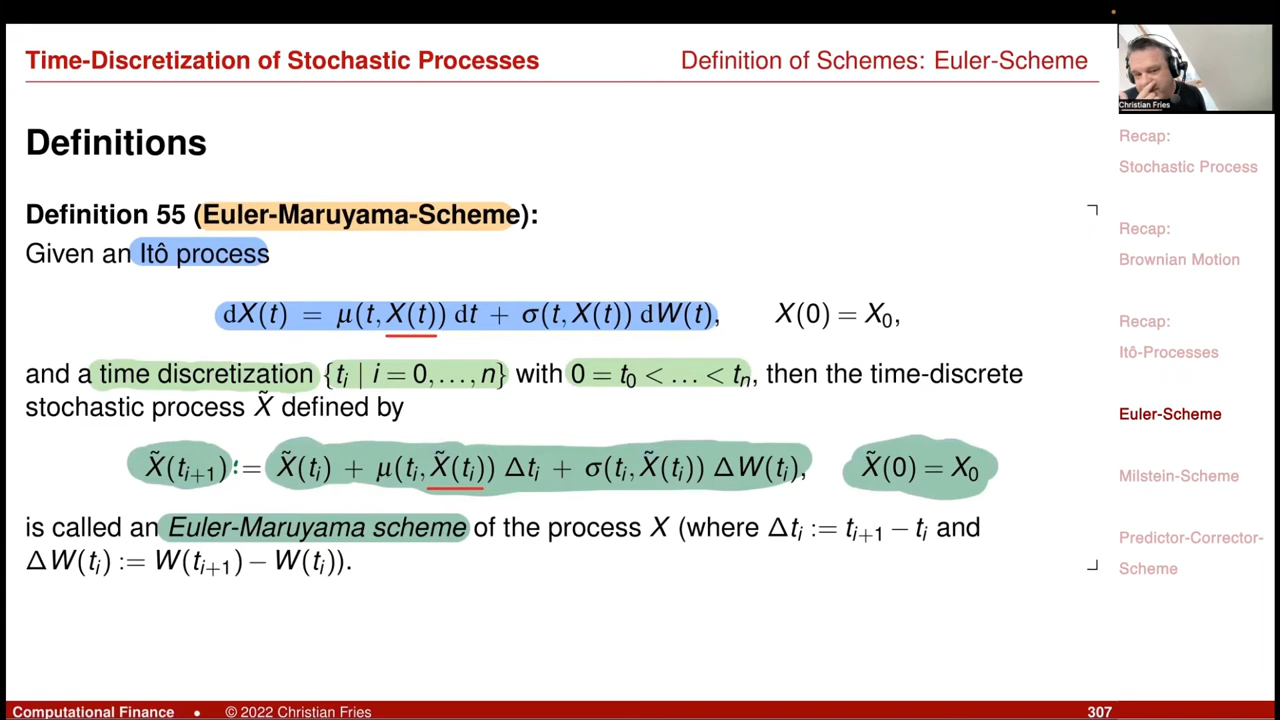 Time-Discretization of Stochastic Processes
Definition of Schemes: Euler-Scheme
Christian Fries
Definitions
Definition 55 (Euler-Maruyama-Scheme):
Given an Itô process
dX(t) = μ(t, X(t)) dt + σ(t, X(t)) dW(t), X(0) = X₀,
and a time discretization {tᵢ | i = 0, …, n} with 0 = t₀ < … < tₙ, then the time-discrete
stochastic process X̃ defined by
X̃(tᵢ₊₁) := X̃(tᵢ) + μ(tᵢ, X̃(tᵢ)) Δtᵢ + σ(tᵢ, X̃(tᵢ)) ΔW(tᵢ), X̃(0) = X₀
is called an Euler-Maruyama scheme of the process X (where Δtᵢ := tᵢ₊₁ − tᵢ and
ΔW(tᵢ) := W(tᵢ₊₁) − W(tᵢ)).
Recap:
Stochastic Process
Recap:
Brownian Motion
Recap:
Itô-Processes
Euler-Scheme
Milstein-Scheme
Predictor-Corrector-
Scheme
Computational Finance • © 2022 Christian Fries
307